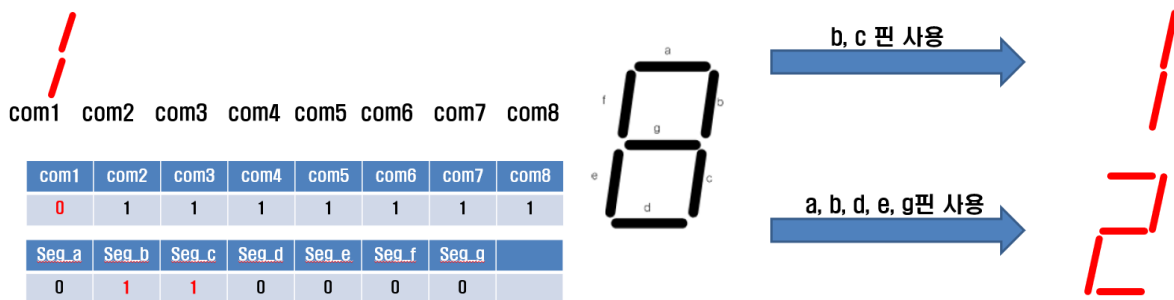 com1 com2 com3 com4 com5 com6 com7 com8
com1 com2 com3 com4 com5 com6 com7 com8
0 1 1 1 1 1 1 1
Seg_a Seg_b Seg_c Seg_d Seg_e Seg_f Seg_g
0 1 1 0 0 0 0
a
f
b
g
e
c
d
b, c 핀 사용
a, b, d, e, g핀 사용